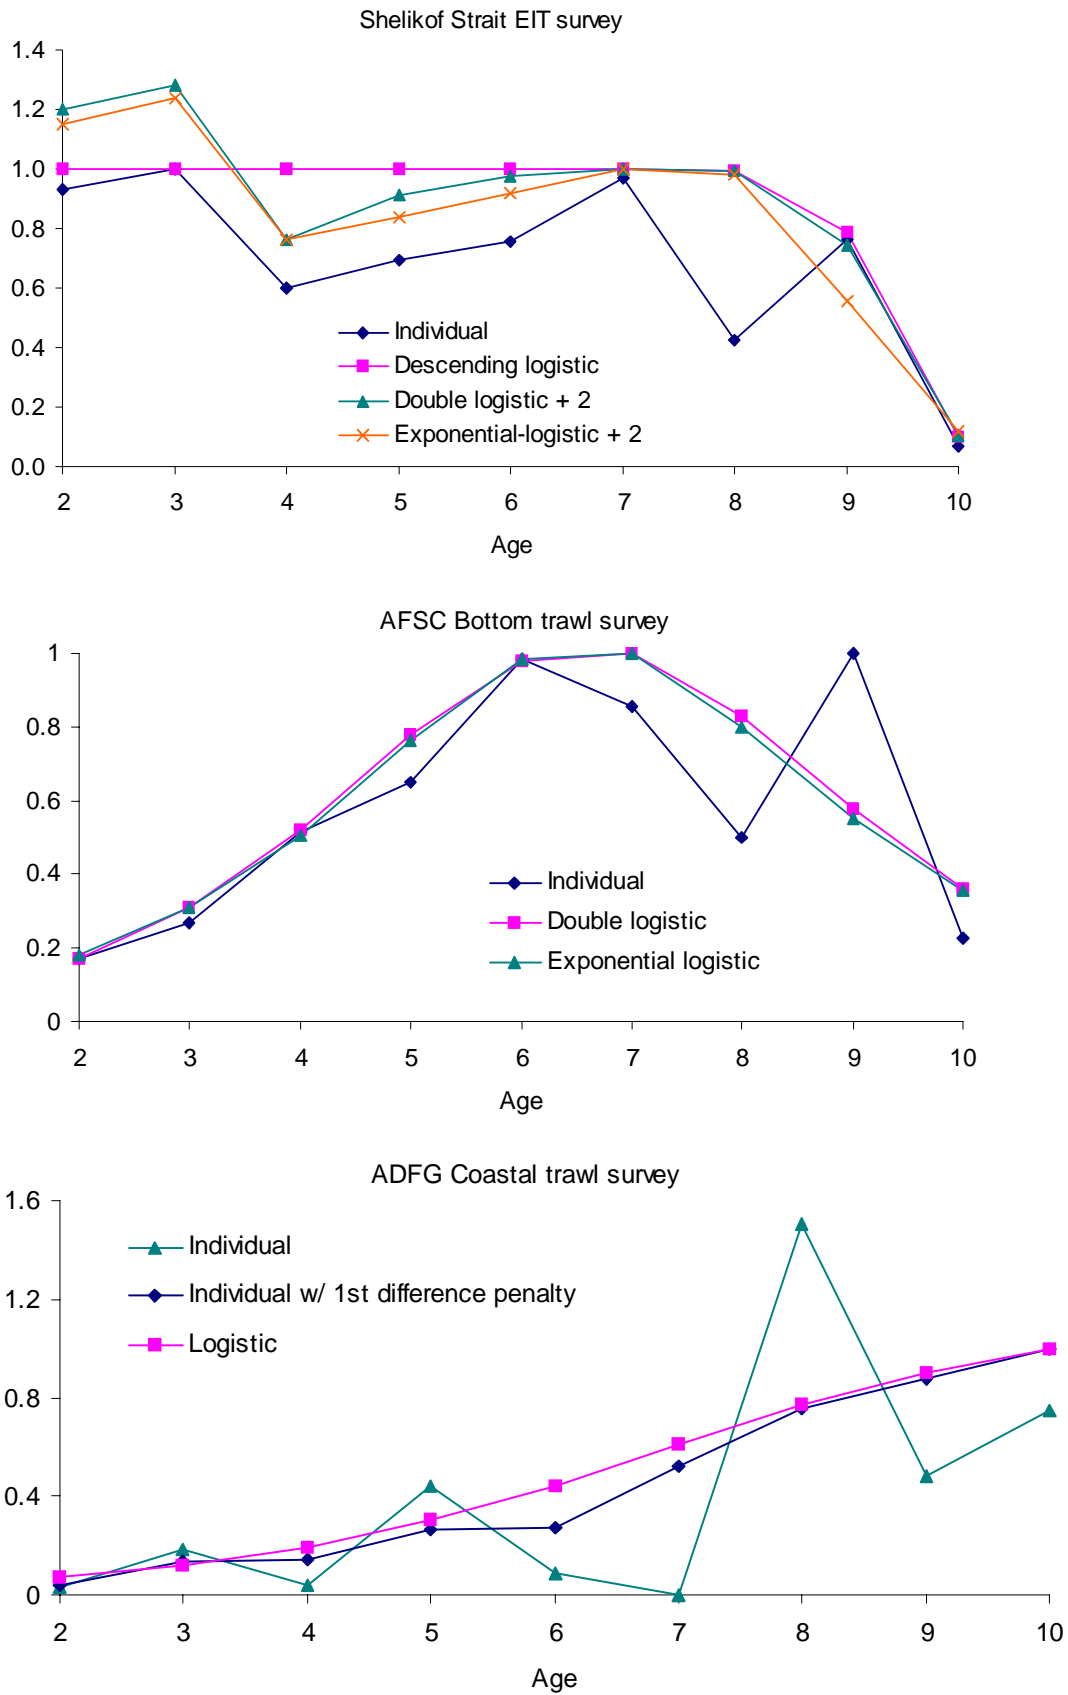 Shelikof Strait EIT survey
1.4
1.2
1.0
0.8
0.6
0.4
0.2
0.0
Individual
Descending logistic
Double logistic + 2
Exponential-logistic + 2
2 3 4 5 6 7 8 9 10
Age
AFSC Bottom trawl survey
1
0.8
0.6
0.4
0.2
0
Individual
Double logistic
Exponential logistic
2 3 4 5 6 7 8 9 10
Age
ADFG Coastal trawl survey
1.6
1.2
0.8
0.4
0
Individual
Individual w/ 1st difference penalty
Logistic
2 3 4 5 6 7 8 9 10
Age